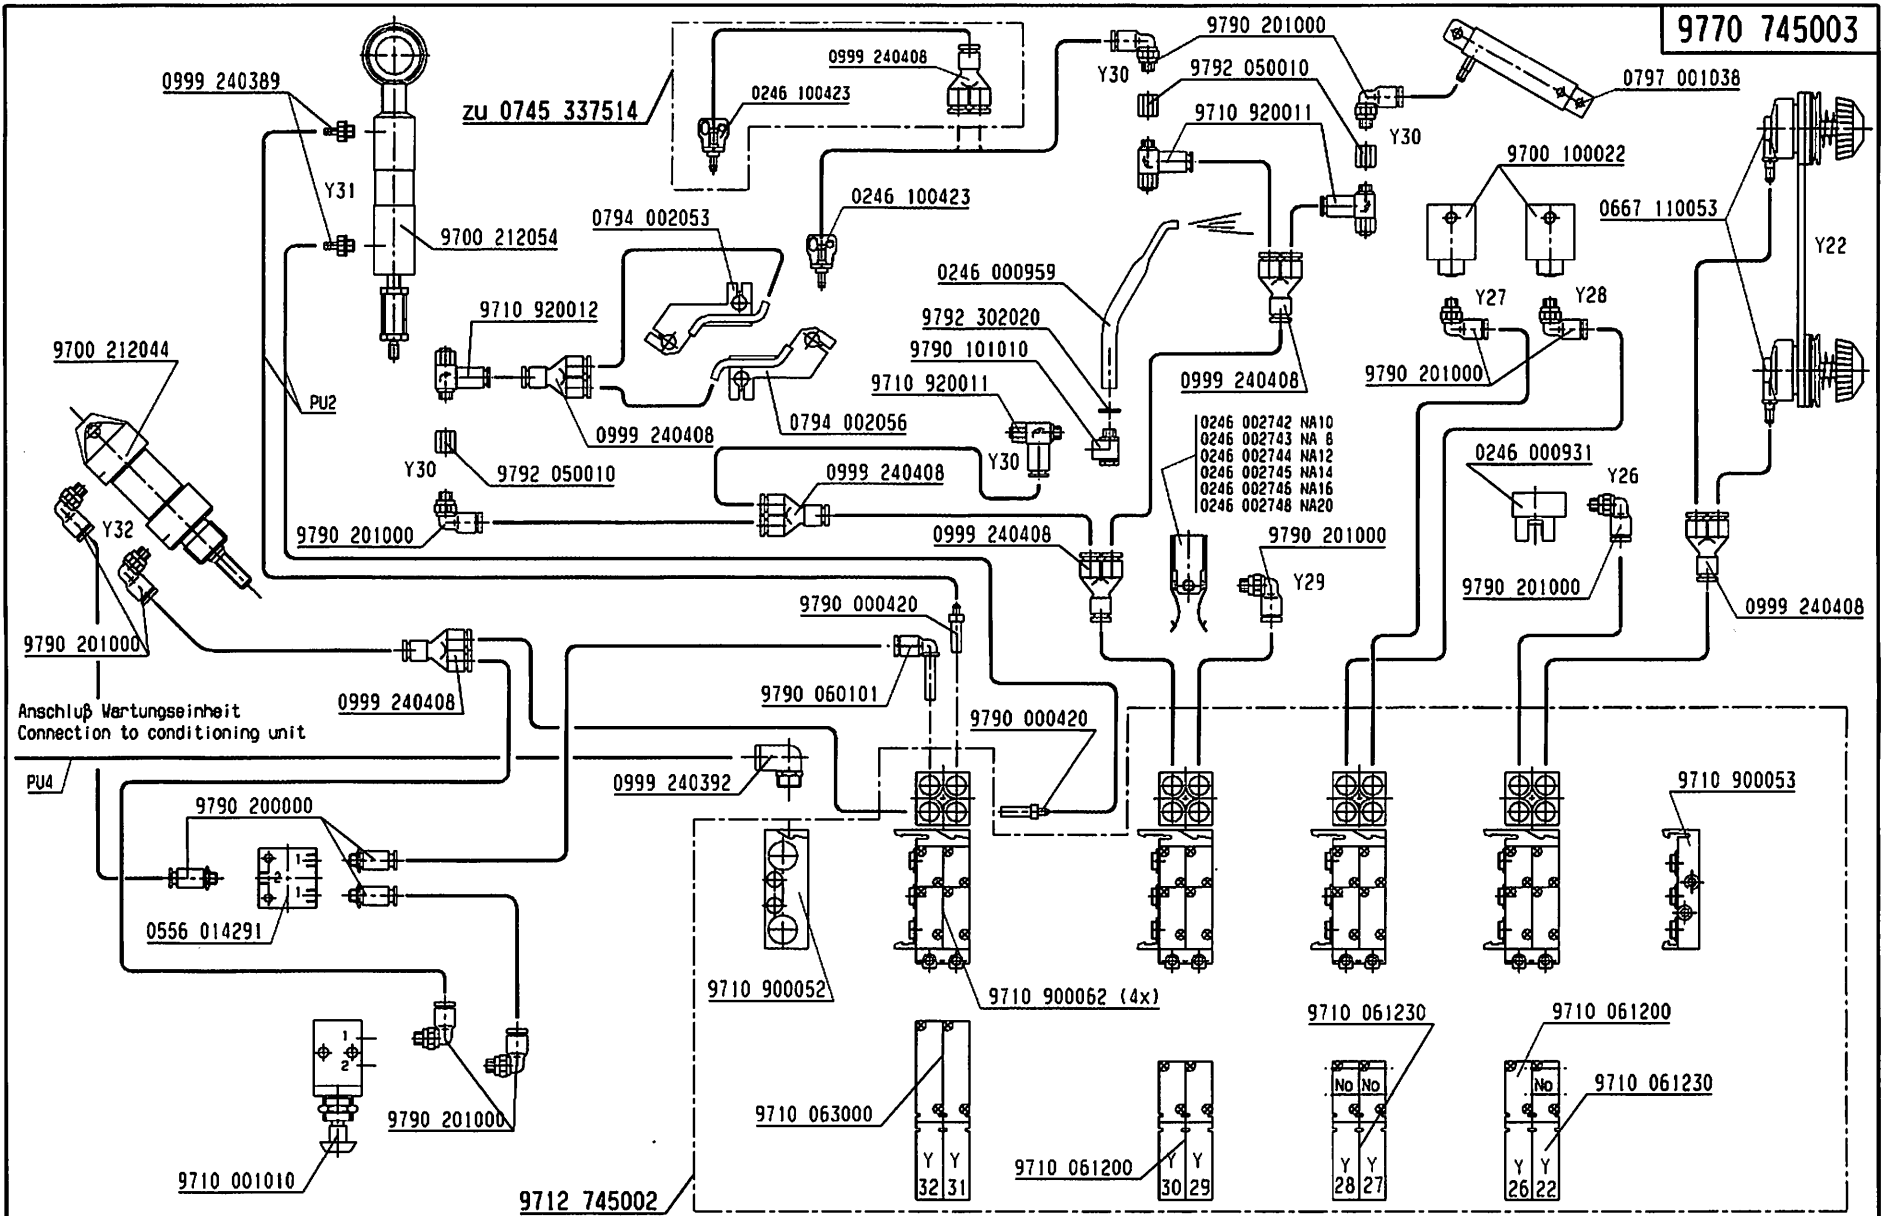 9770 745003
0999 240389
Y31
9700 212054
zu 0745 337514
0999 240408
0246 100423
9790 201000
Y30
9792 050010
9710 920011
Y30
0797 001038
9700 100022
0667 110053
Y22
0246 100423
0794 002053
0246 000959
9792 302020
9790 101010
9710 920011
0999 240408
Y27
Y28
9790 201000
9700 212044
PU2
9710 920012
0999 240408
0794 002056
Y30
9792 050010
0999 240408
Y30
0246 002742 NA10
0246 002743 NA 8
0246 002744 NA12
0246 002745 NA14
0246 002746 NA16
0246 002748 NA20
0246 000931
Y26
Y32
9790 201000
0999 240408
9790 201000
Y29
9790 201000
0999 240408
9790 201000
9790 000420
9790 060101
0999 240408
Anschluß Wartungseinheit
Connection to conditioning unit
PU4
9790 000420
0999 240392
9790 200000
9710 900053
1
2
1
0556 014291
9710 900052
9710 900062 (4x)
1
2
9790 201000
9710 001010
9710 063000
Y Y
32 31
9710 061200
Y Y
30 29
9710 061230
No No
Y Y
28 27
9710 061200
No
9710 061230
Y Y
26 22
9712 745002